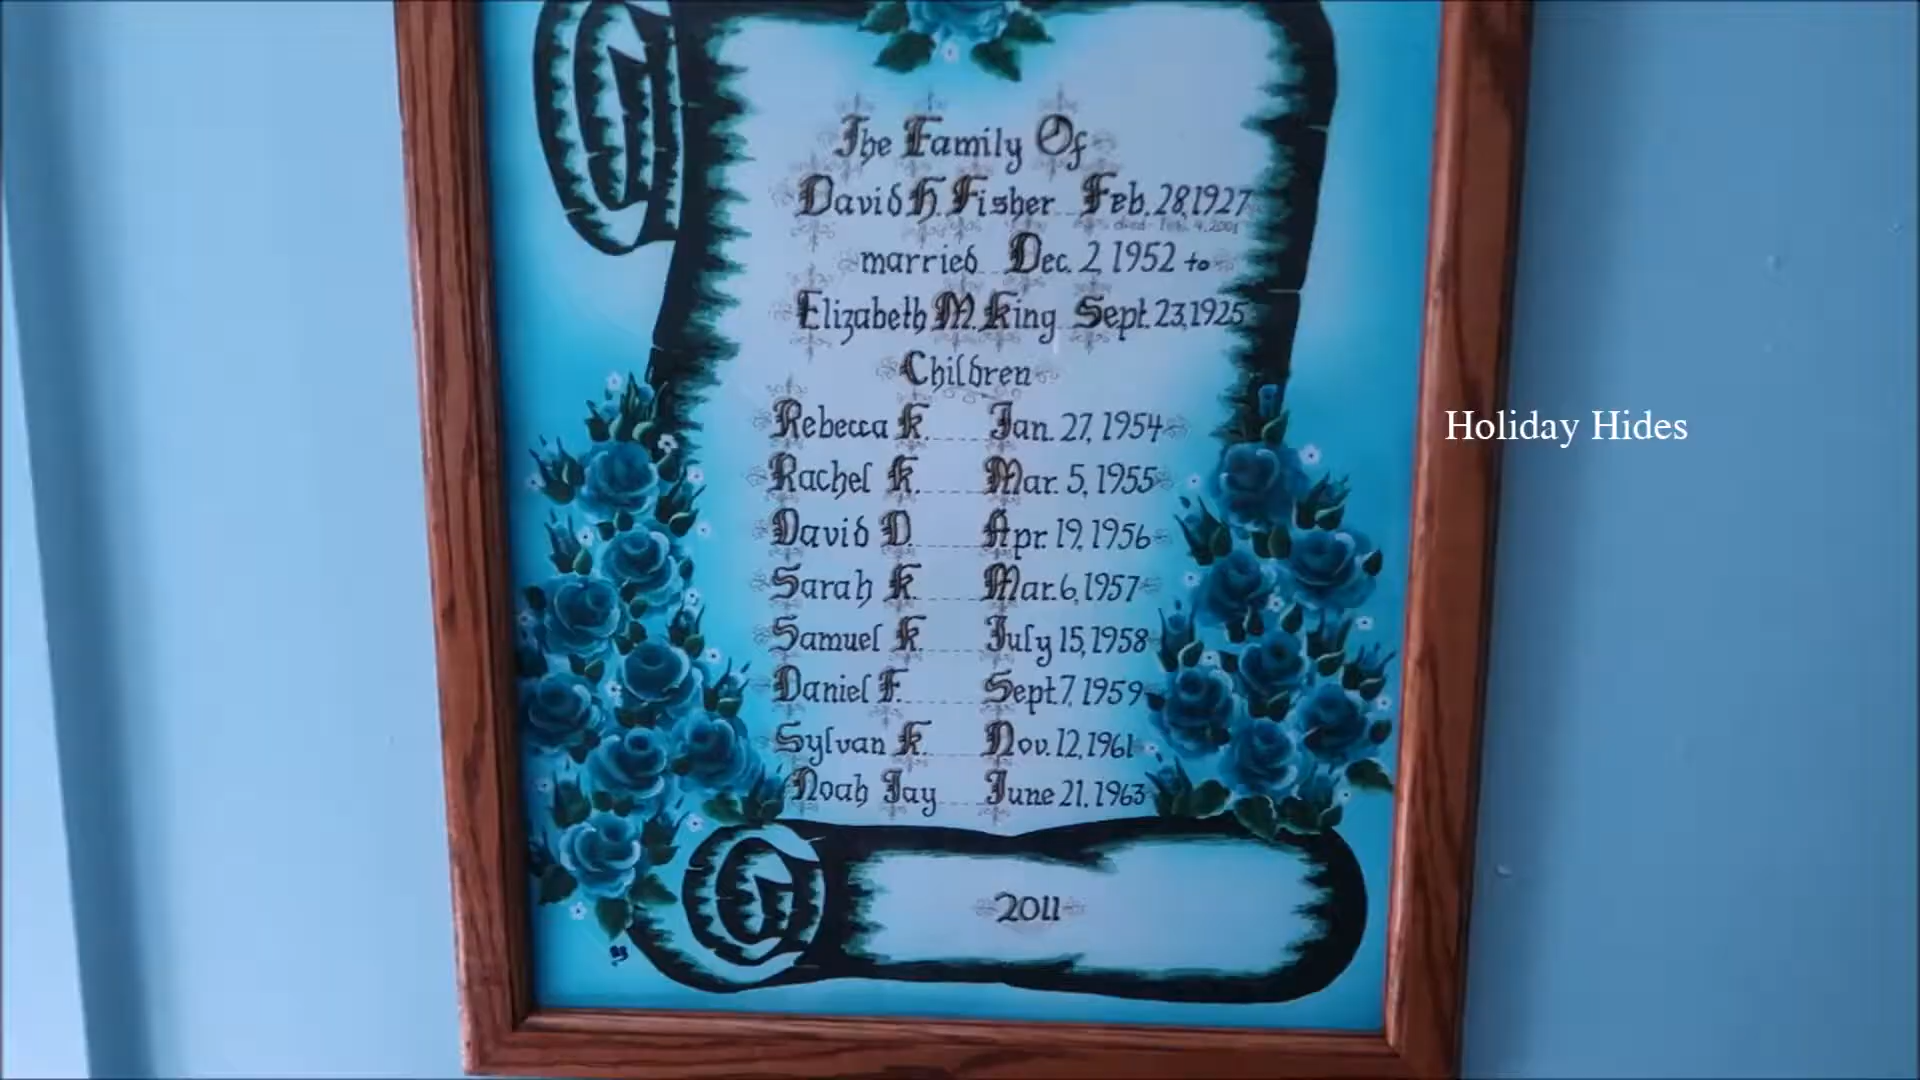 The Family Of
David H. Fisher Feb. 28, 1927
died Feb. 4, 2001
married Dec. 2, 1952 to
Elizabeth M. King Sept. 23, 1925
Children
Rebecca K. Jan. 27, 1954
Rachel K. Mar. 5, 1955
David D. Apr. 19, 1956
Sarah K. Mar. 6, 1957
Samuel K. July 15, 1958
Daniel F. Sept. 7, 1959
Sylvan K. Nov. 12, 1961
Noah Jay June 21, 1963
2011
Holiday Hides